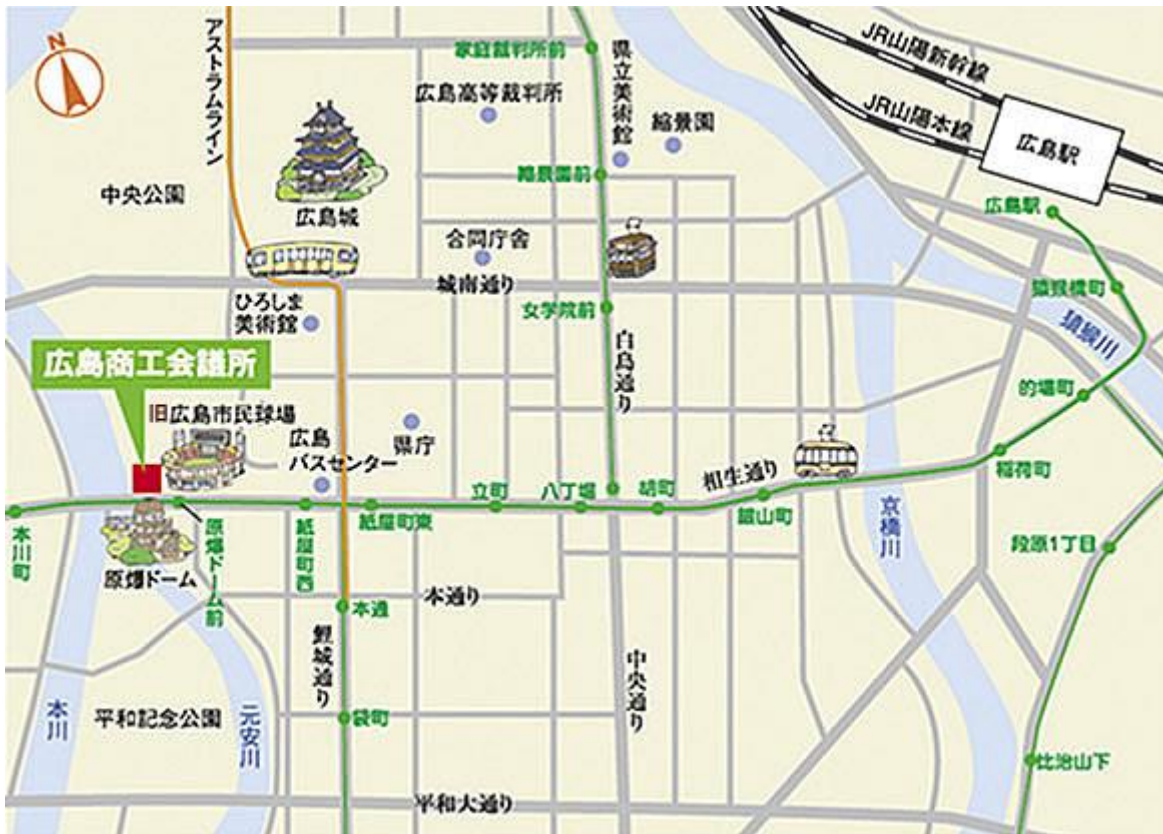 N
アストラムライン
家庭裁判所前
県立美術館
広島高等裁判所
縮景園
JR山陽新幹線
JR山陽本線
広島駅
中央公園
縮景園前
広島駅
広島城
合同庁舎
城南通り
猿猴橋町
ひろしま
美術館
女学院前
猿猴川
白島通り
広島商工会議所
的場町
旧広島市民球場
県庁
広島
バスセンター
稲荷町
相生通り
立町
八丁堀
胡町
銀山町
紙屋町東
本川町
原爆ドーム前
紙屋町西
京橋川
段原1丁目
原爆ドーム
本通り
本通
鯉城通り
中央通り
本川
平和記念公園
元安川
袋町
比治山下
平和大通り